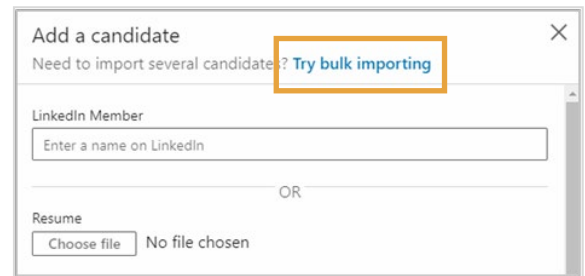 Add a candidate
Need to import several candidates? Try bulk importing
LinkedIn Member
Enter a name on LinkedIn
OR
Resume
Choose file No file chosen